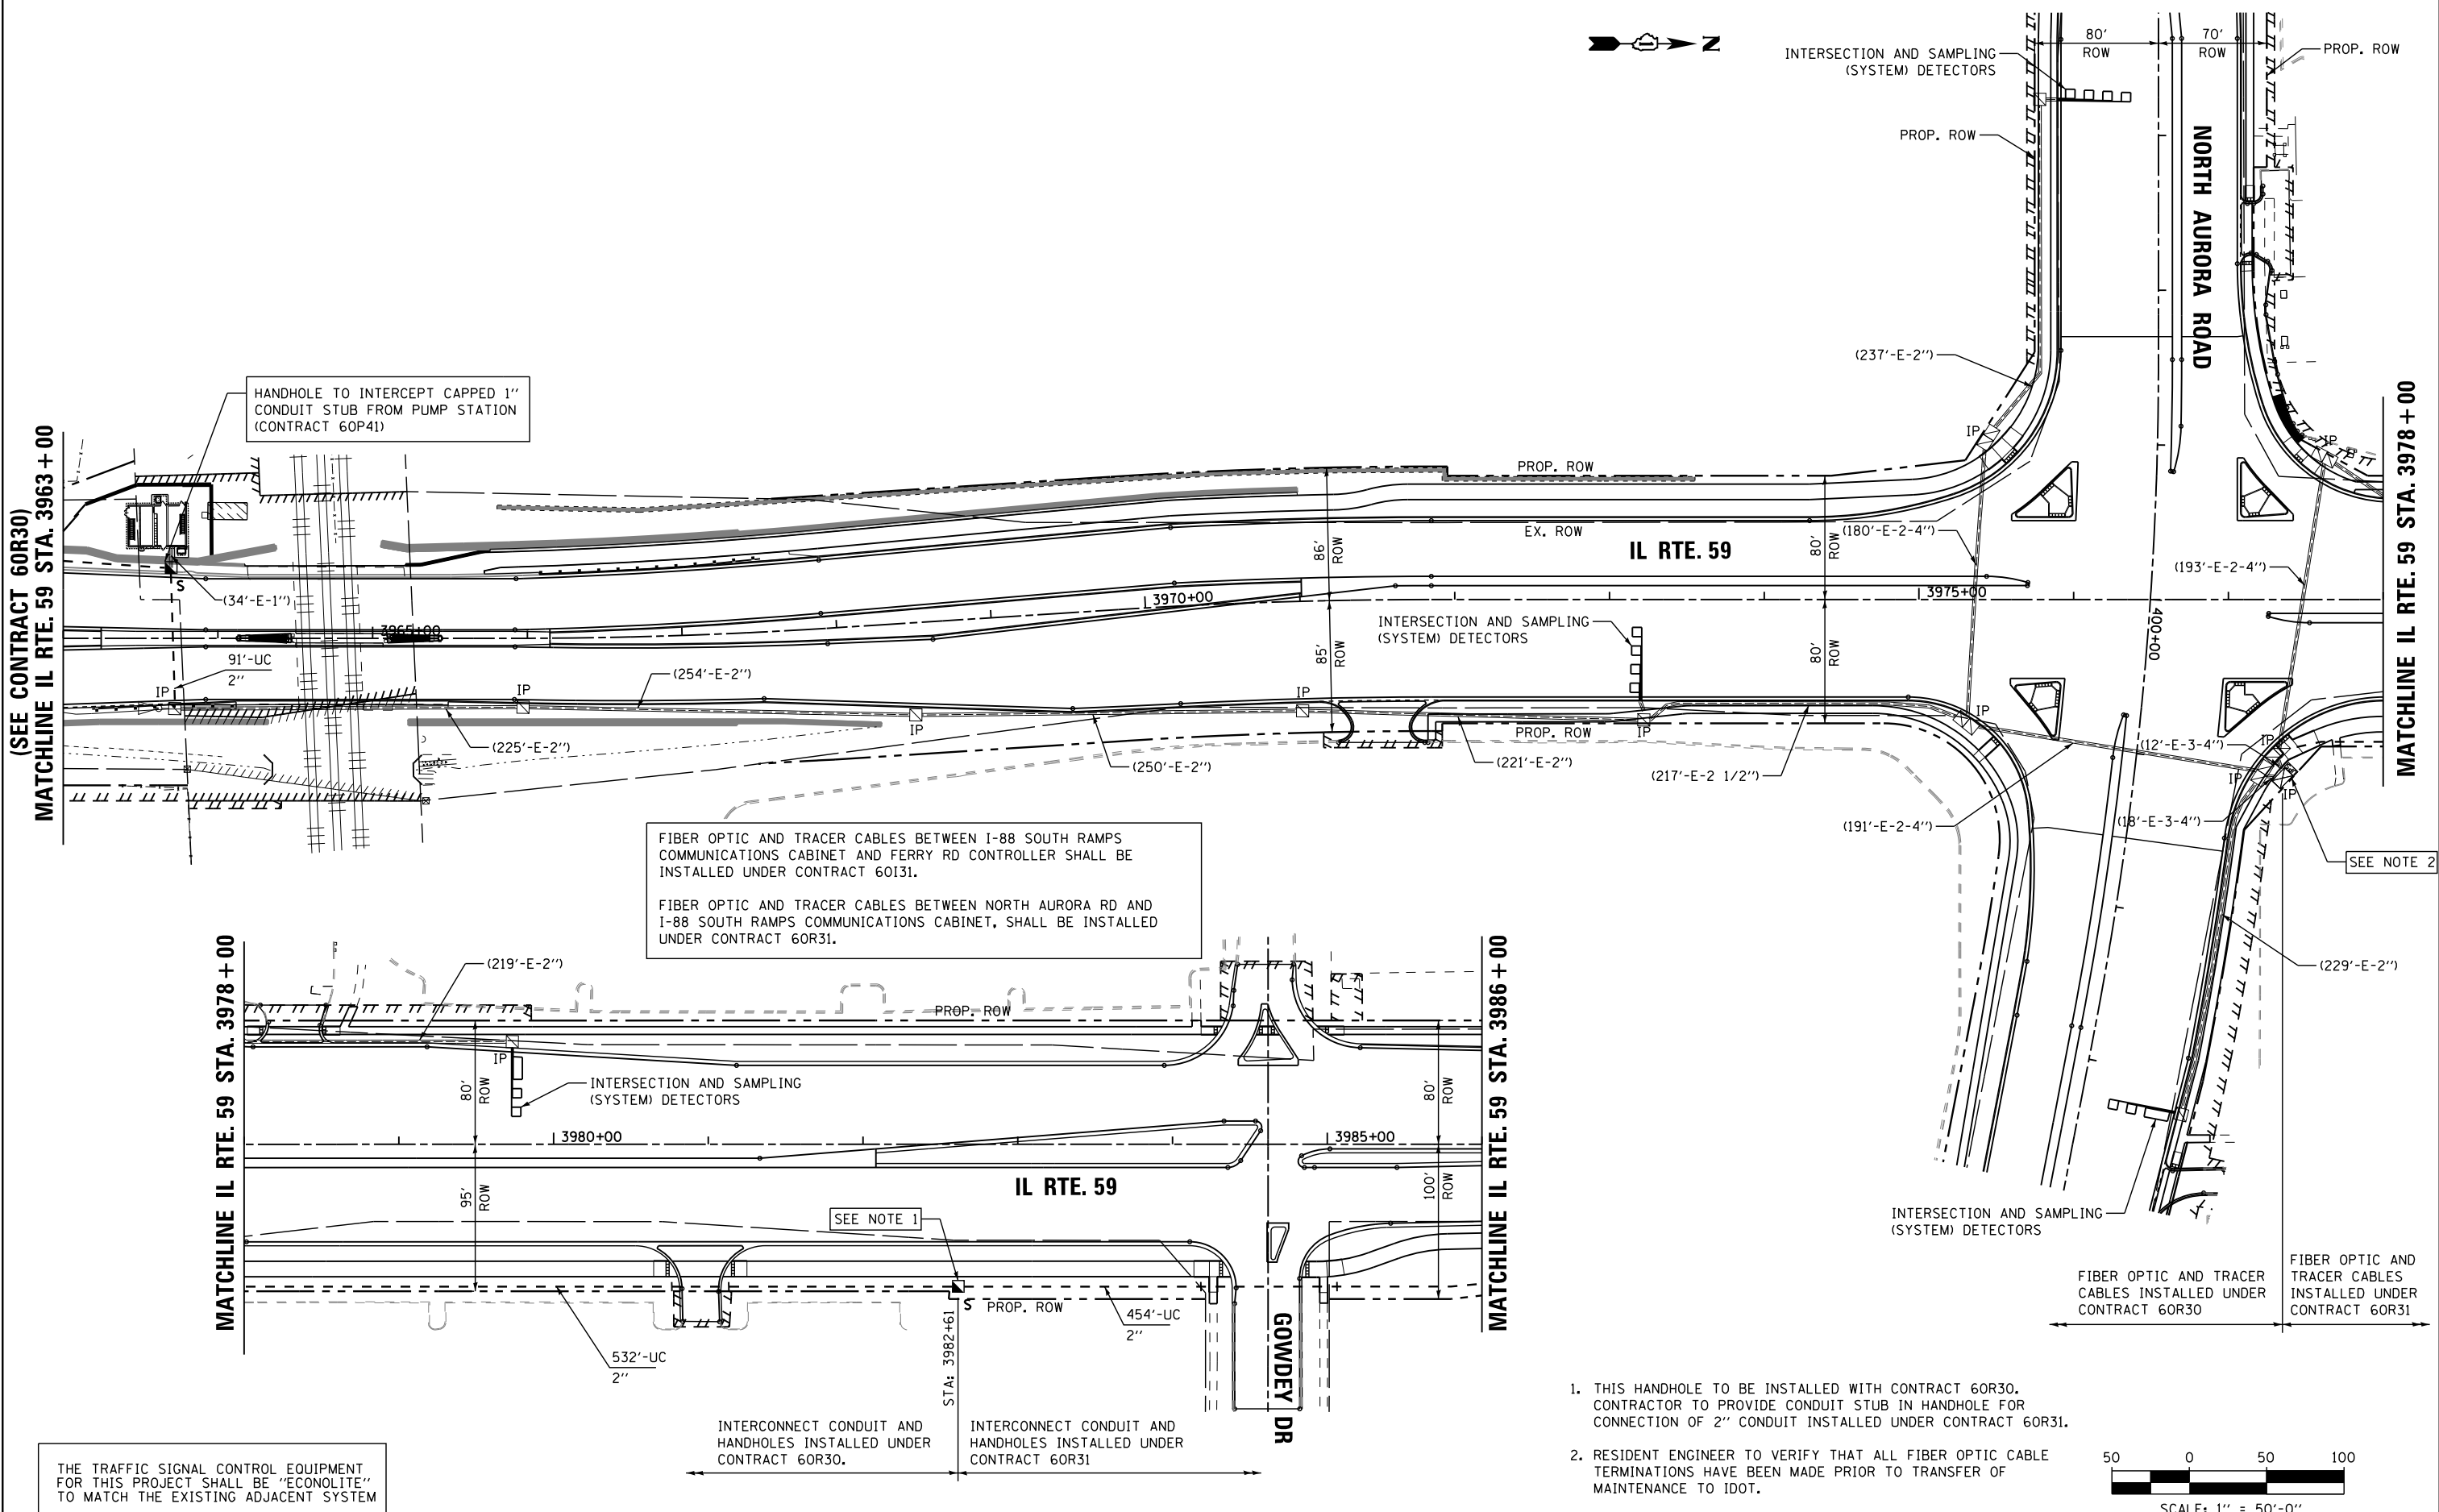 N
INTERSECTION AND SAMPLING
(SYSTEM) DETECTORS
80'
ROW
70'
ROW
PROP. ROW
PROP. ROW
NORTH AURORA ROAD
(237'-E-2")
IP
IP
HANDHOLE TO INTERCEPT CAPPED 1"
CONDUIT STUB FROM PUMP STATION
(CONTRACT 60P41)
(SEE CONTRACT 60R30)
MATCHLINE IL RTE. 59 STA. 3963+00
MATCHLINE IL RTE. 59 STA. 3978+00
PROP. ROW
EX. ROW
86'
ROW
80'
ROW
IL RTE. 59
(180'-E-2-4")
(193'-E-2-4")
S
(34'-E-1")
3965+00
3970+00
3975+00
400+00
INTERSECTION AND SAMPLING
(SYSTEM) DETECTORS
85'
ROW
80'
ROW
91'-UC
2"
IP
IP
(254'-E-2")
IP
IP
IP
IP
PROP. ROW
(225'-E-2")
(250'-E-2")
(221'-E-2")
(217'-E-2 1/2")
(12'-E-3-4")
IP
IP
IP
(191'-E-2-4")
(18'-E-3-4")
SEE NOTE 2
FIBER OPTIC AND TRACER CABLES BETWEEN I-88 SOUTH RAMPS
COMMUNICATIONS CABINET AND FERRY RD CONTROLLER SHALL BE
INSTALLED UNDER CONTRACT 60I31.
FIBER OPTIC AND TRACER CABLES BETWEEN NORTH AURORA RD AND
I-88 SOUTH RAMPS COMMUNICATIONS CABINET, SHALL BE INSTALLED
UNDER CONTRACT 60R31.
(229'-E-2")
MATCHLINE IL RTE. 59 STA. 3978+00
MATCHLINE IL RTE. 59 STA. 3986+00
(219'-E-2")
PROP. ROW
IP
80'
ROW
INTERSECTION AND SAMPLING
(SYSTEM) DETECTORS
80'
ROW
3980+00
3985+00
95'
ROW
IL RTE. 59
100'
ROW
SEE NOTE 1
S
PROP. ROW
454'-UC
2"
532'-UC
2"
STA: 3982+61
GOWDEY DR
INTERSECTION AND SAMPLING
(SYSTEM) DETECTORS
FIBER OPTIC AND TRACER
CABLES INSTALLED UNDER
CONTRACT 60R30
FIBER OPTIC AND
TRACER CABLES
INSTALLED UNDER
CONTRACT 60R31
INTERCONNECT CONDUIT AND
HANDHOLES INSTALLED UNDER
CONTRACT 60R30.
INTERCONNECT CONDUIT AND
HANDHOLES INSTALLED UNDER
CONTRACT 60R31
1. THIS HANDHOLE TO BE INSTALLED WITH CONTRACT 60R30.
CONTRACTOR TO PROVIDE CONDUIT STUB IN HANDHOLE FOR
CONNECTION OF 2" CONDUIT INSTALLED UNDER CONTRACT 60R31.
2. RESIDENT ENGINEER TO VERIFY THAT ALL FIBER OPTIC CABLE
TERMINATIONS HAVE BEEN MADE PRIOR TO TRANSFER OF
MAINTENANCE TO IDOT.
THE TRAFFIC SIGNAL CONTROL EQUIPMENT
FOR THIS PROJECT SHALL BE "ECONOLITE"
TO MATCH THE EXISTING ADJACENT SYSTEM
50 0 50 100
SCALE: 1" = 50'-0"